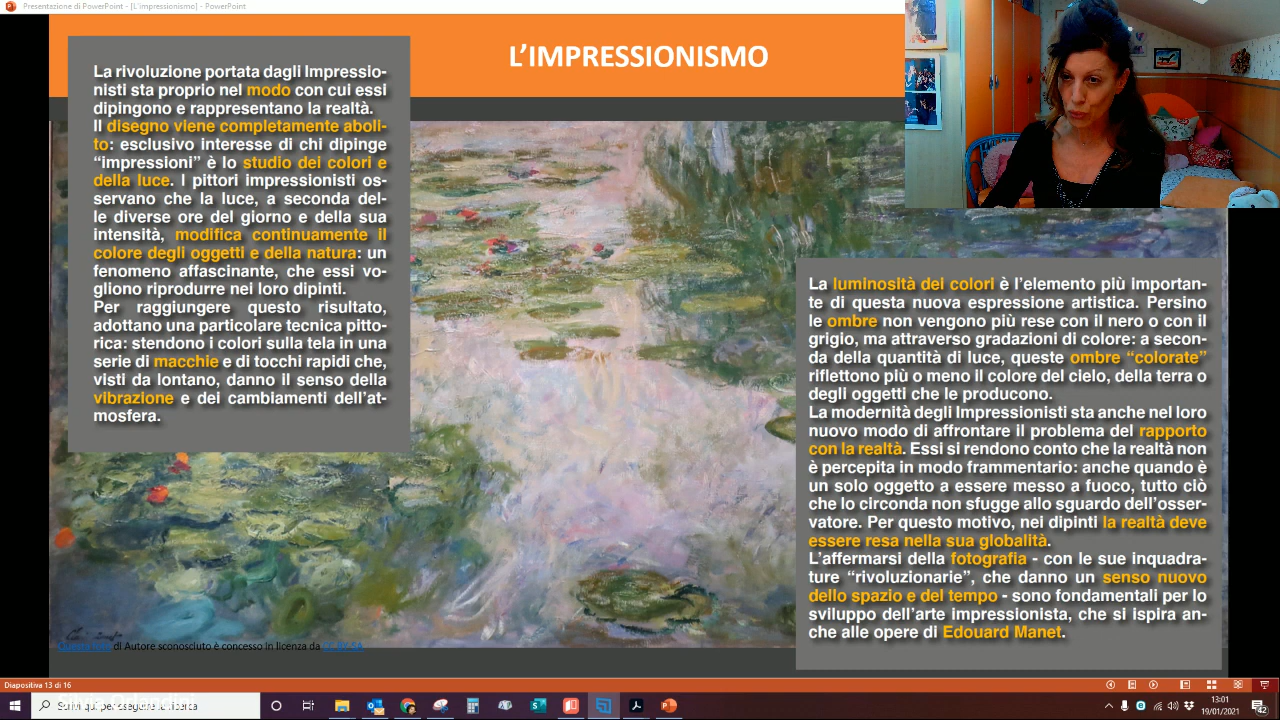 Presentazione di PowerPoint - [L'impressionismo] - PowerPoint
L'IMPRESSIONISMO
La rivoluzione portata dagli Impressio-
nisti sta proprio nel modo con cui essi
dipingono e rappresentano la realtà.
Il disegno viene completamente aboli-
to: esclusivo interesse di chi dipinge
“impressioni” è lo studio dei colori e
della luce. I pittori impressionisti os-
servano che la luce, a seconda del-
le diverse ore del giorno e della sua
intensità, modifica continuamente il
colore degli oggetti e della natura: un
fenomeno affascinante, che essi vo-
gliono riprodurre nei loro dipinti.
Per raggiungere questo risultato,
adottano una particolare tecnica pitto-
rica: stendono i colori sulla tela in una
serie di macchie e di tocchi rapidi che,
visti da lontano, danno il senso della
vibrazione e dei cambiamenti dell’at-
mosfera.
La luminosità dei colori è l’elemento più importan-
te di questa nuova espressione artistica. Persino
le ombre non vengono più rese con il nero o con il
grigio, ma attraverso gradazioni di colore: a secon-
da della quantità di luce, queste ombre “colorate”
riflettono più o meno il colore del cielo, della terra o
degli oggetti che le producono.
La modernità degli Impressionisti sta anche nel loro
nuovo modo di affrontare il problema del rapporto
con la realtà. Essi si rendono conto che la realtà non
è percepita in modo frammentario: anche quando è
un solo oggetto a essere messo a fuoco, tutto ciò
che lo circonda non sfugge allo sguardo dell’osser-
vatore. Per questo motivo, nei dipinti la realtà deve
essere resa nella sua globalità.
L’affermarsi della fotografia - con le sue inquadra-
ture “rivoluzionarie”, che danno un senso nuovo
dello spazio e del tempo - sono fondamentali per lo
sviluppo dell’arte impressionista, che si ispira an-
che alle opere di Edouard Manet.
di Autore sconosciuto è concesso in licenza da
Diapositiva 13 di 16
Scrivi qui per eseguire la ricerca
13:01
19/01/2021
42